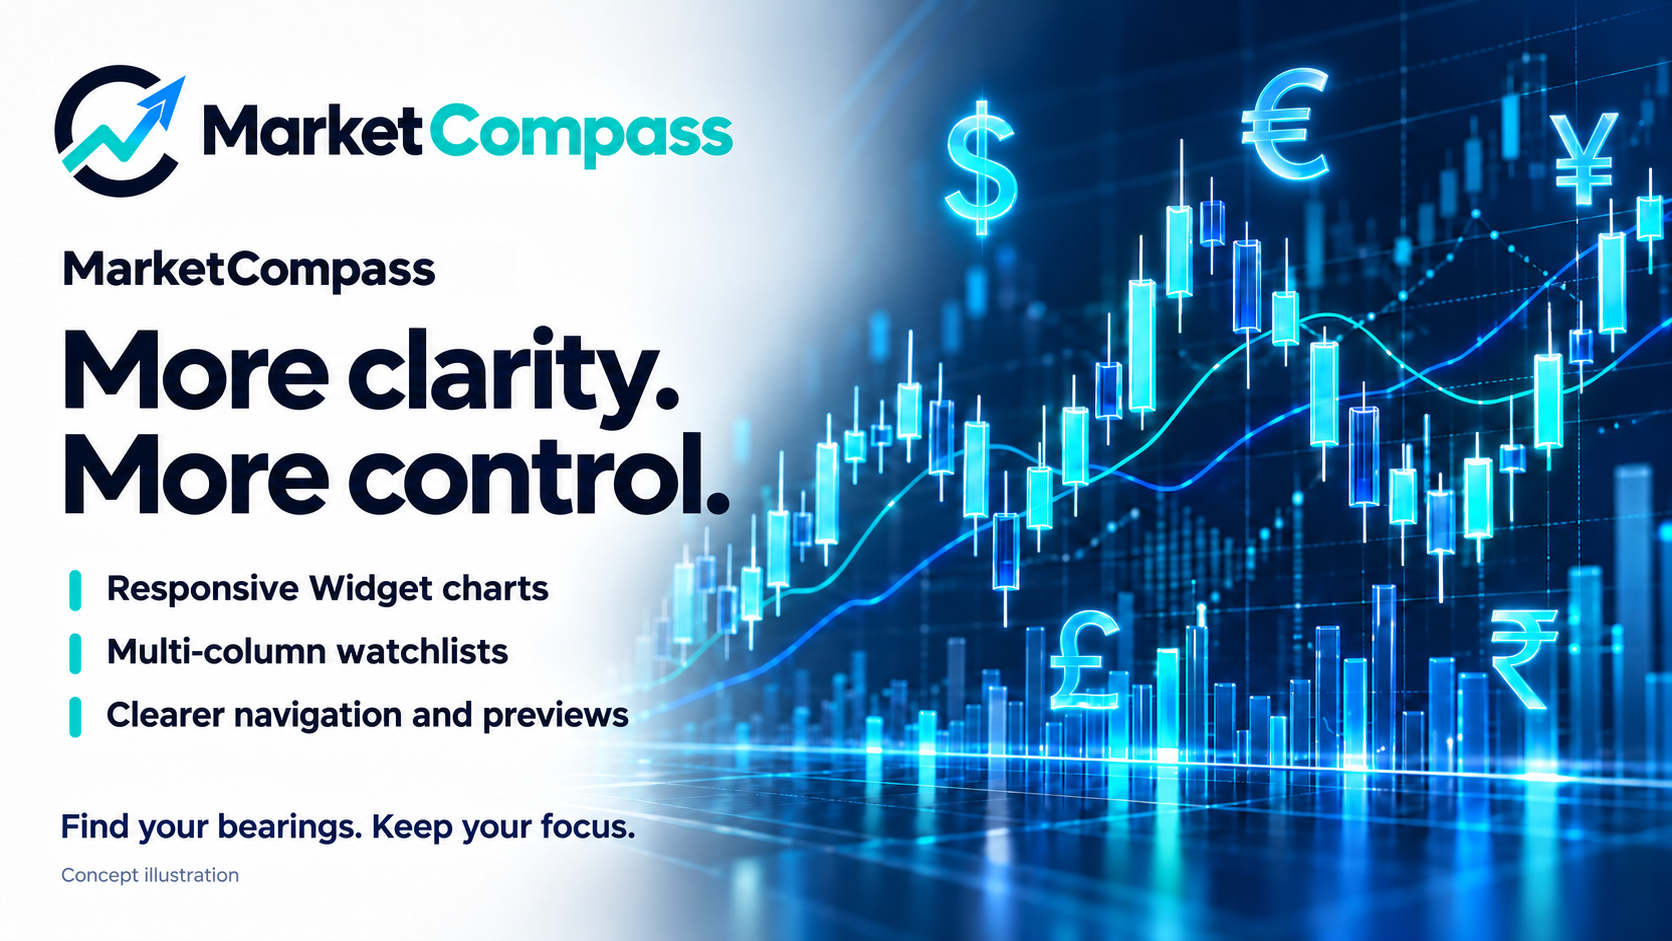 MarketCompass
MarketCompass
More clarity.
More control.
Responsive Widget charts
Multi-column watchlists
Clearer navigation and previews
Find your bearings. Keep your focus.
Concept illustration
$
€
¥
£
₹